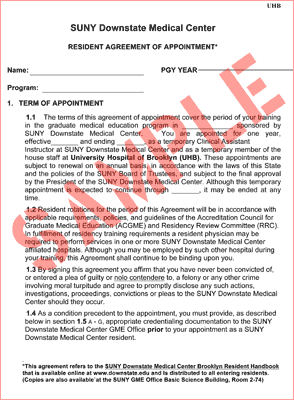 UHB
SUNY Downstate Medical Center
RESIDENT AGREEMENT OF APPOINTMENT*
Name: PGY YEAR
Program:
1. TERM OF APPOINTMENT
1.1 The terms of this agreement of appointment cover the period of your training
in the graduate medical education program in sponsored by
SUNY Downstate Medical Center. You are appointed for one year,
effective and ending as a temporary Clinical Assistant
Instructor at SUNY Downstate Medical Center and as a temporary member of the
house staff at University Hospital of Brooklyn (UHB). These appointments are
subject to renewal on an annual basis, in accordance with the laws of this State
and the policies of the SUNY Board of Trustees, and subject to the final approval
by the President of the SUNY Downstate Medical Center. Although this temporary
appointment is expected to continue through , it may be ended at any
time.
1.2 Resident rotations for the period of this Agreement will be in accordance with
applicable requirements, policies, and guidelines of the Accreditation Council for
Graduate Medical Education (ACGME) and Residency Review Committee (RRC).
In fulfillment of residency training requirements a resident physician may be
required to perform services in one or more SUNY Downstate Medical Center
affiliated hospitals. Although you may be employed by such other hospital during
your residency, this Agreement shall continue to be binding upon you.
1.3 By signing this agreement you affirm that you have never been convicted of,
or entered a plea of guilty or nolo contendere to, a felony or any other crime
involving moral turpitude and agree to promptly disclose any such actions,
investigations, proceedings, convictions or pleas to the SUNY Downstate Medical
Center should they occur.
1.4 As a condition precedent to the appointment, you must provide, as described
below in section 1.5 A - G, appropriate credentialing documentation to the SUNY
Downstate Medical Center GME Office prior to your appointment as a SUNY
Downstate Medical Center resident.
*This agreement refers to the SUNY Downstate Medical Center Brooklyn Resident Handbook
that is available online at www.downstate.edu and is distributed to all entering residents.
(Copies are also available at the SUNY GME Office Basic Science Building, Room 2-74)
SAMPLE